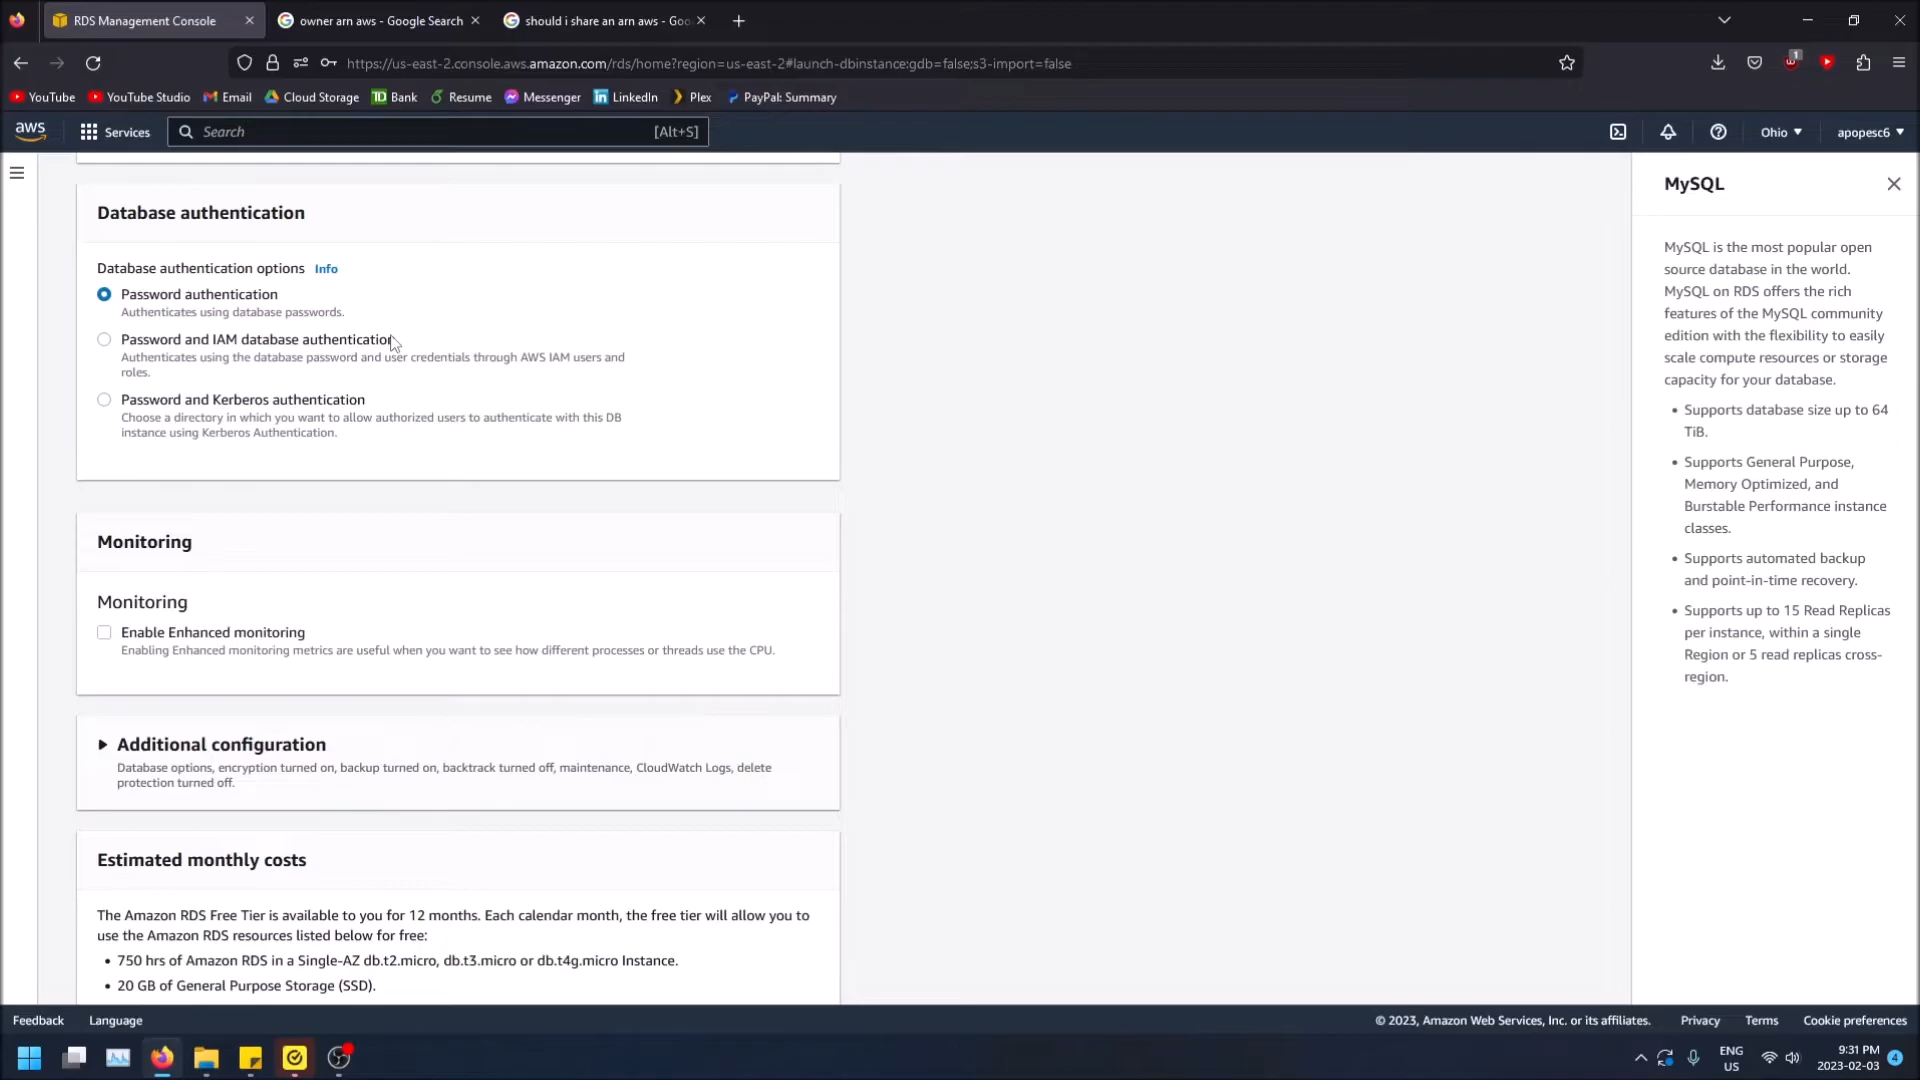 RDS Management Console
owner arn aws - Google Search
should i share an arn aws - Goo
https://us-east-2.console.aws.amazon.com/rds/home?region=us-east-2#launch-dbinstance:gdb=false;s3-import=false
1
YouTube
YouTube Studio
Email
Cloud Storage
TD Bank
Resume
Messenger
in LinkedIn
Plex
PayPal: Summary
aws
Services
Search
[Alt+S]
Ohio
apopesc6
Database authentication
Database authentication options Info
Password authentication
Authenticates using database passwords.
Password and IAM database authentication
Authenticates using the database password and user credentials through AWS IAM users and
roles.
Password and Kerberos authentication
Choose a directory in which you want to allow authorized users to authenticate with this DB
instance using Kerberos Authentication.
Monitoring
Monitoring
Enable Enhanced monitoring
Enabling Enhanced monitoring metrics are useful when you want to see how different processes or threads use the CPU.
Additional configuration
Database options, encryption turned on, backup turned on, backtrack turned off, maintenance, CloudWatch Logs, delete
protection turned off.
Estimated monthly costs
The Amazon RDS Free Tier is available to you for 12 months. Each calendar month, the free tier will allow you to
use the Amazon RDS resources listed below for free:
• 750 hrs of Amazon RDS in a Single-AZ db.t2.micro, db.t3.micro or db.t4g.micro Instance.
• 20 GB of General Purpose Storage (SSD).
MySQL
MySQL is the most popular open
source database in the world.
MySQL on RDS offers the rich
features of the MySQL community
edition with the flexibility to easily
scale compute resources or storage
capacity for your database.
• Supports database size up to 64
TiB.
• Supports General Purpose,
Memory Optimized, and
Burstable Performance instance
classes.
• Supports automated backup
and point-in-time recovery.
• Supports up to 15 Read Replicas
per instance, within a single
Region or 5 read replicas cross-
region.
Feedback
Language
© 2023, Amazon Web Services, Inc. or its affiliates.
Privacy
Terms
Cookie preferences
ENG
US
9:31 PM
2023-02-03
4